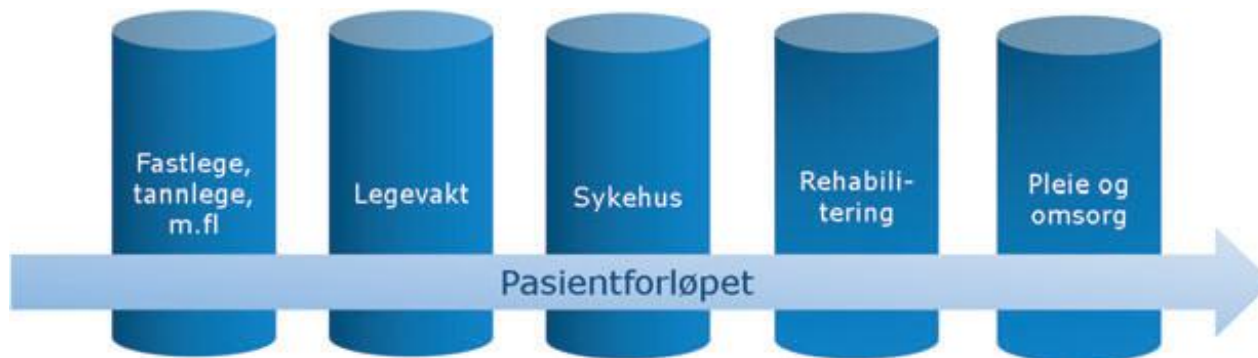 Fastlege,
tannlege,
m.fl
Legevakt
Sykehus
Rehabili-
tering
Pleie og
omsorg
Pasientforløpet